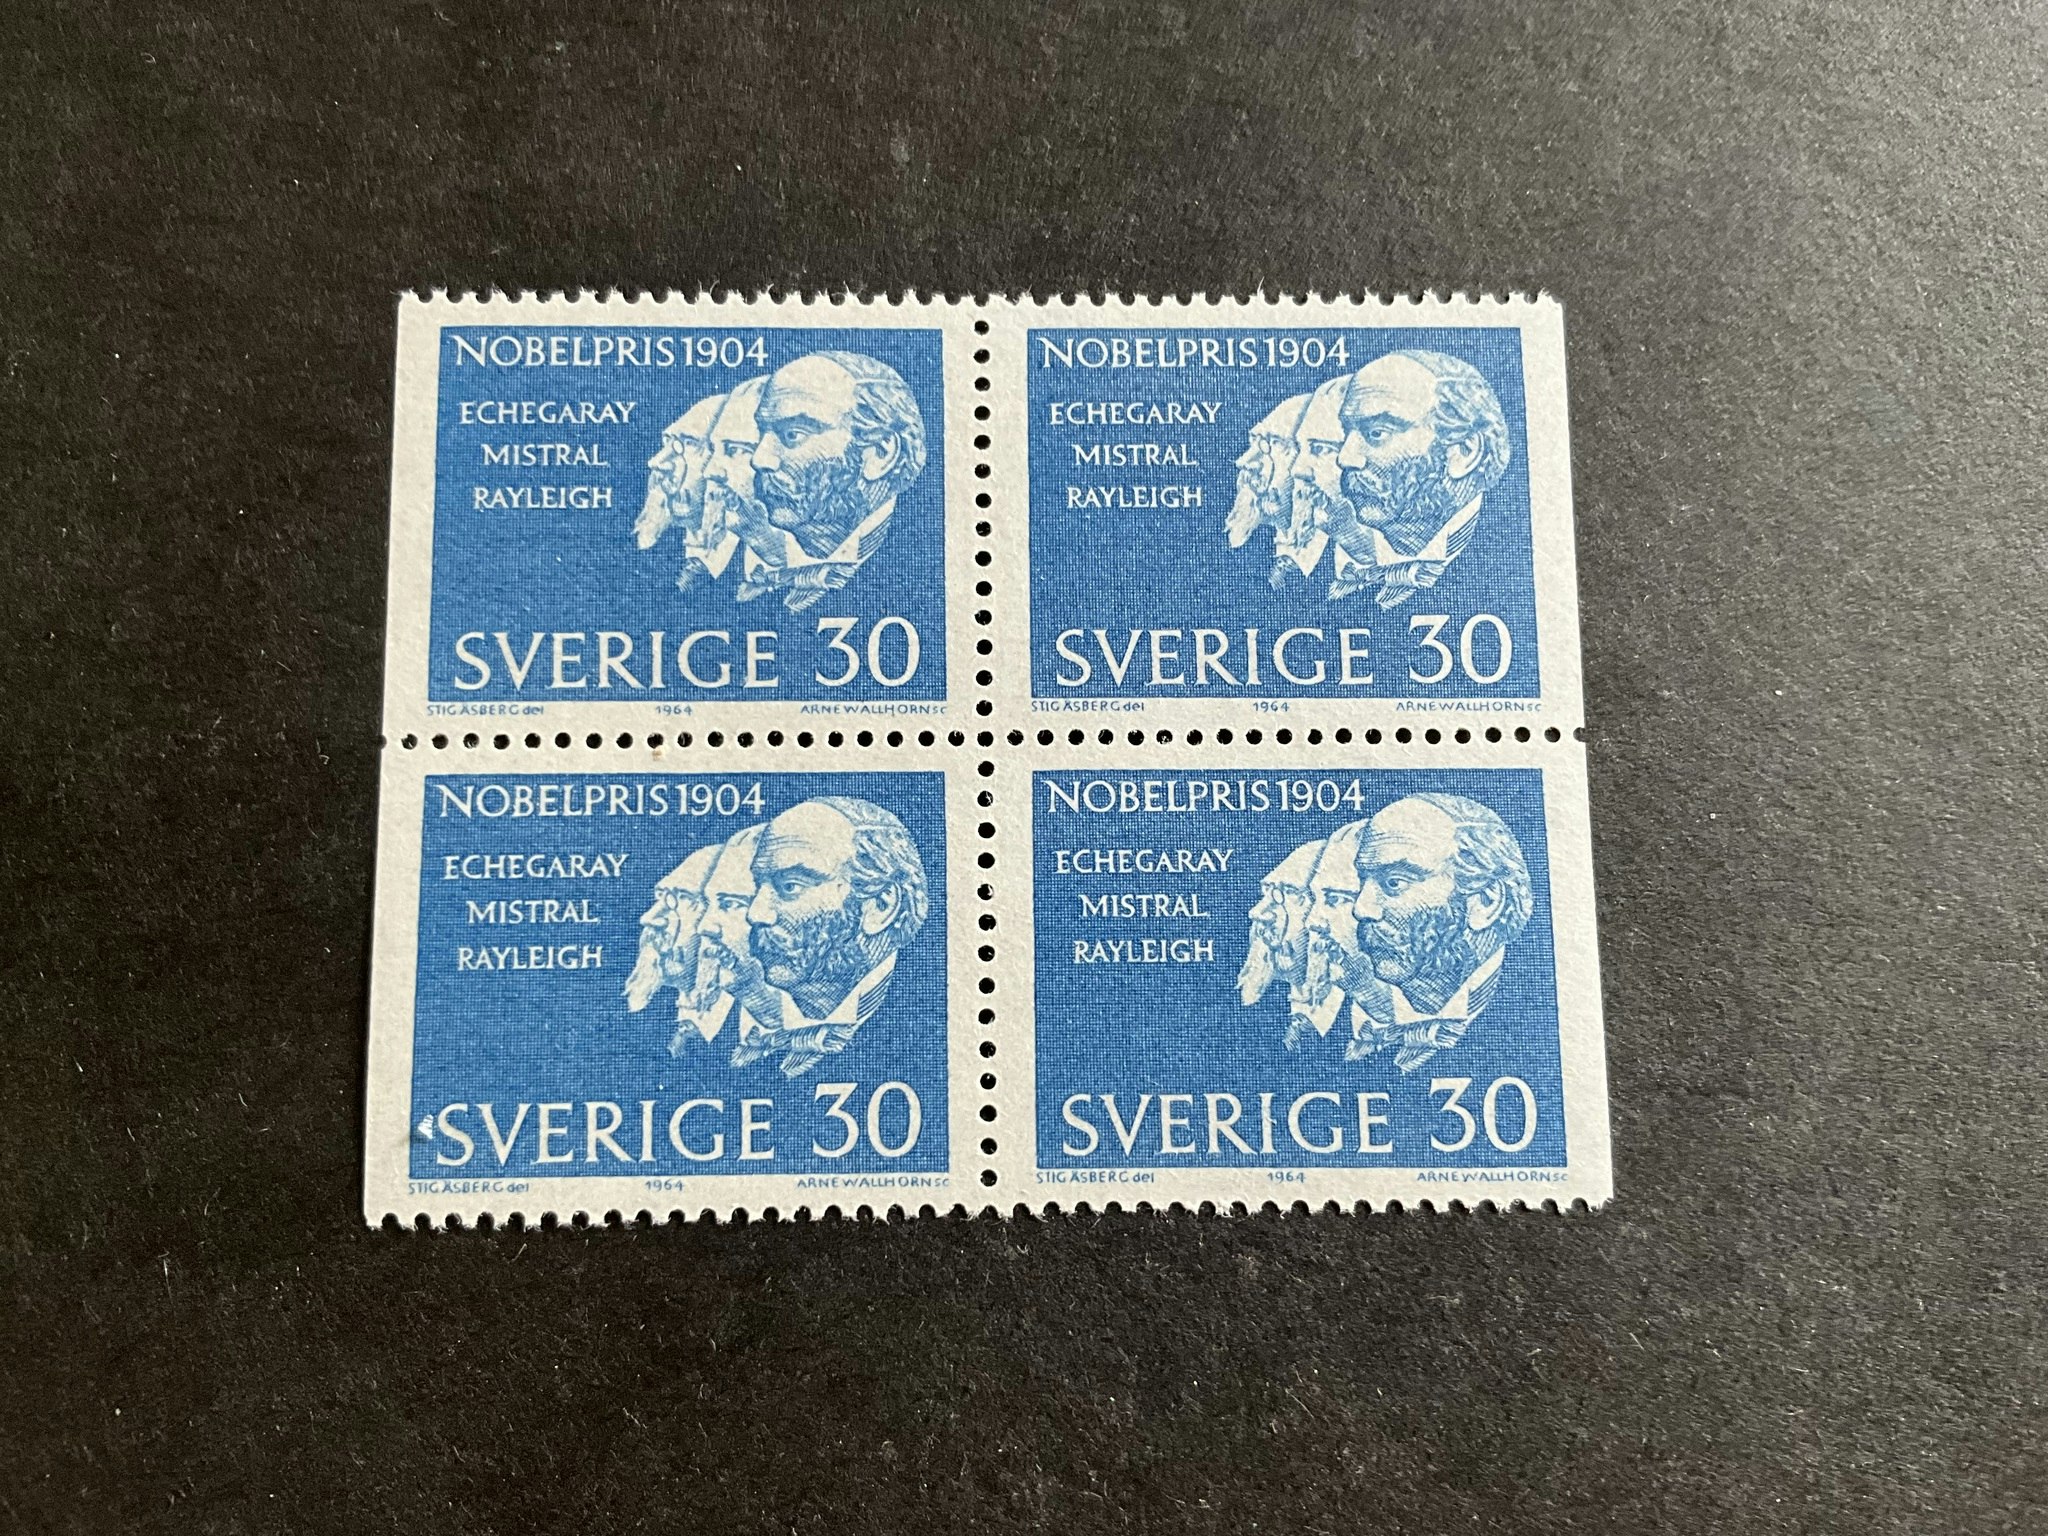 NOBELPRIS 1904
ECHEGARAY
MISTRAL
RAYLEIGH
SVERIGE 30
STIG ÅSBERG del 1964 ARNE WALLHORN sc
NOBELPRIS 1904
ECHEGARAY
MISTRAL
RAYLEIGH
SVERIGE 30
STIG ÅSBERG del 1964 ARNE WALLHORN sc
NOBELPRIS 1904
ECHEGARAY
MISTRAL
RAYLEIGH
SVERIGE 30
STIG ÅSBERG del 1964 ARNE WALLHORN sc
NOBELPRIS 1904
ECHEGARAY
MISTRAL
RAYLEIGH
SVERIGE 30
STIG ÅSBERG del 1964 ARNE WALLHORN sc